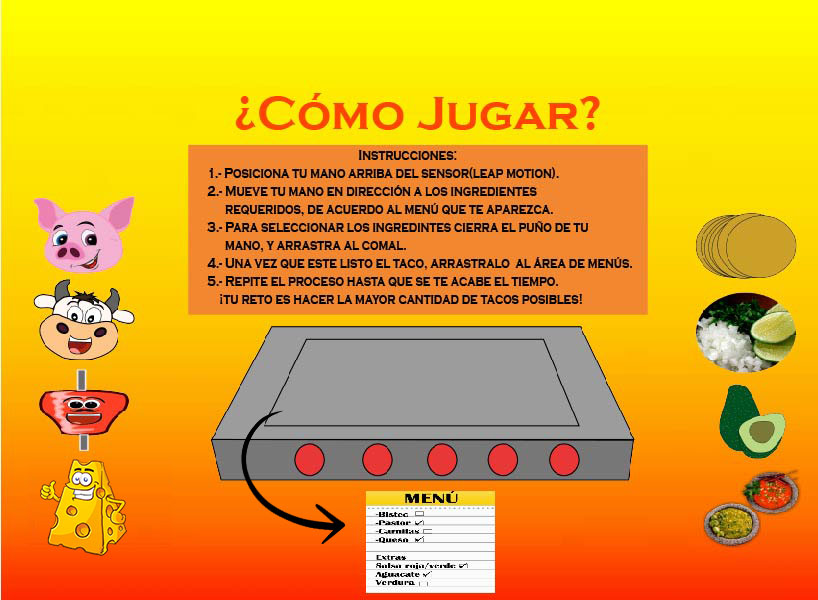 ¿Cómo Jugar?
Instrucciones:
1.- Posiciona tu mano arriba del sensor(leap motion).
2.- Mueve tu mano en dirección a los ingredientes
requeridos, de acuerdo al menú que te aparezca.
3.- Para seleccionar los ingredintes cierra el puño de tu
mano, y arrastra al comal.
4.- Una vez que este listo el taco, arrastralo al área de menús.
5.- Repite el proceso hasta que se te acabe el tiempo.
¡tu reto es hacer la mayor cantidad de tacos posibles!
MENÚ
-Bistec
-Pastor
-Carnitas
-Queso
Extras
Salsa roja/verde
Aguacate
Verdura